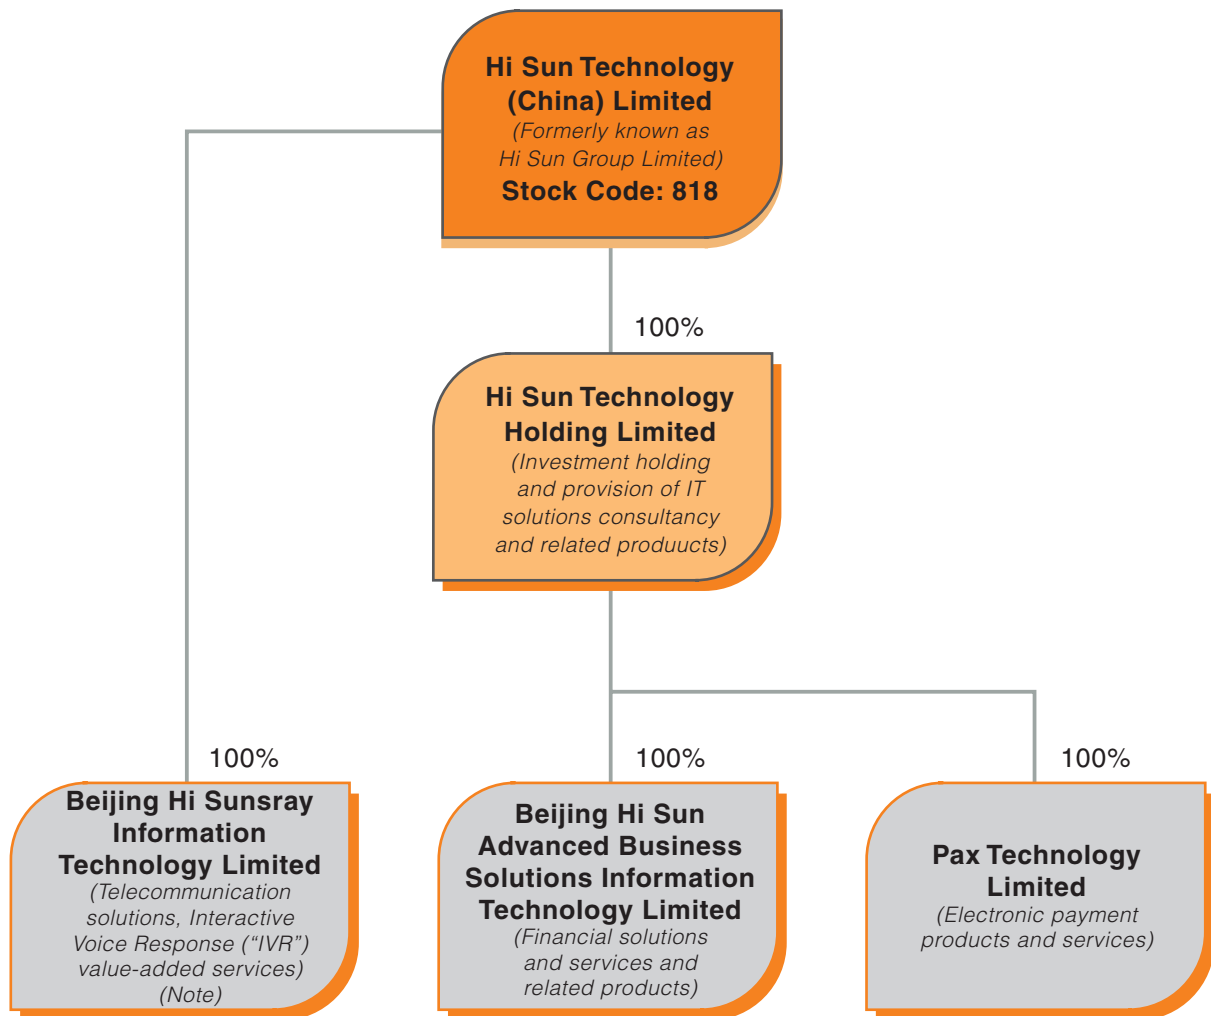 Hi Sun Technology
(China) Limited
(Formerly known as
Hi Sun Group Limited)
Stock Code: 818
100%
Hi Sun Technology
Holding Limited
(Investment holding
and provision of IT
solutions consultancy
and related produucts)
100%
Beijing Hi Sunsray
Information
Technology Limited
(Telecommunication
solutions, Interactive
Voice Response (“IVR”)
value-added services)
(Note)
100%
Beijing Hi Sun
Advanced Business
Solutions Information
Technology Limited
(Financial solutions
and services and
related products)
100%
Pax Technology
Limited
(Electronic payment
products and services)